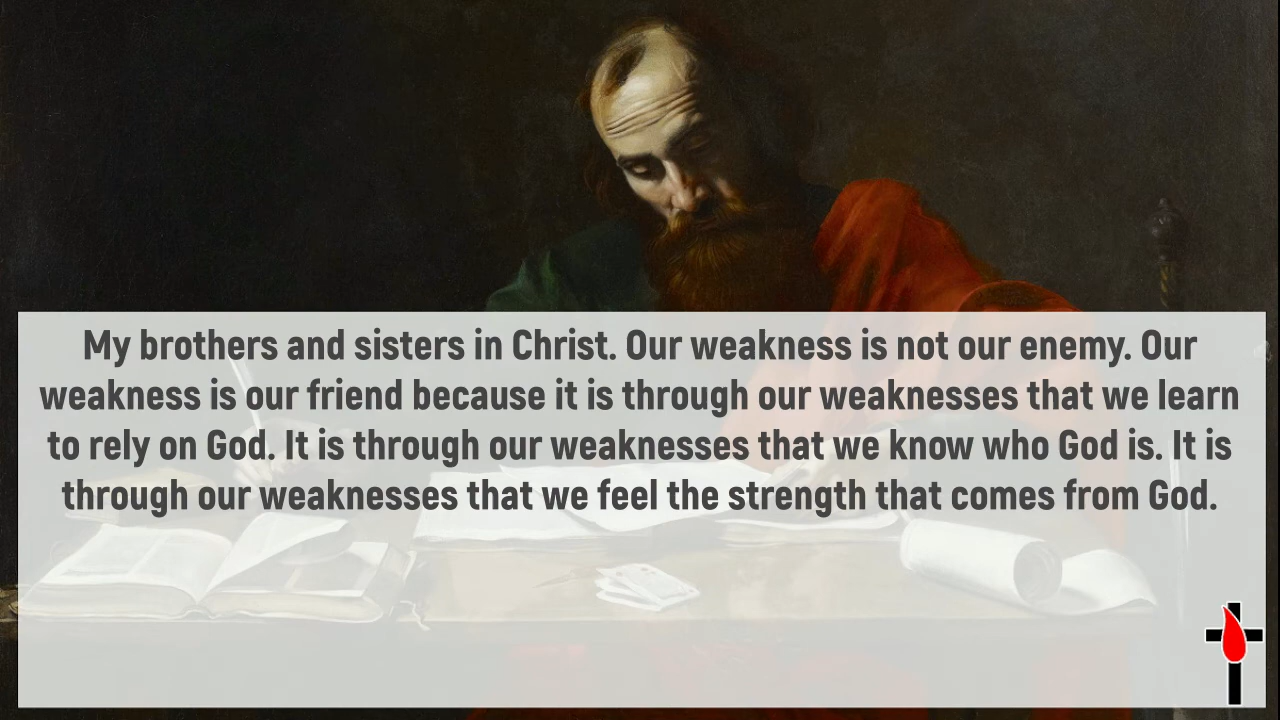 My brothers and sisters in Christ. Our weakness is not our enemy. Our
weakness is our friend because it is through our weaknesses that we learn
to rely on God. It is through our weaknesses that we know who God is. It is
through our weaknesses that we feel the strength that comes from God.